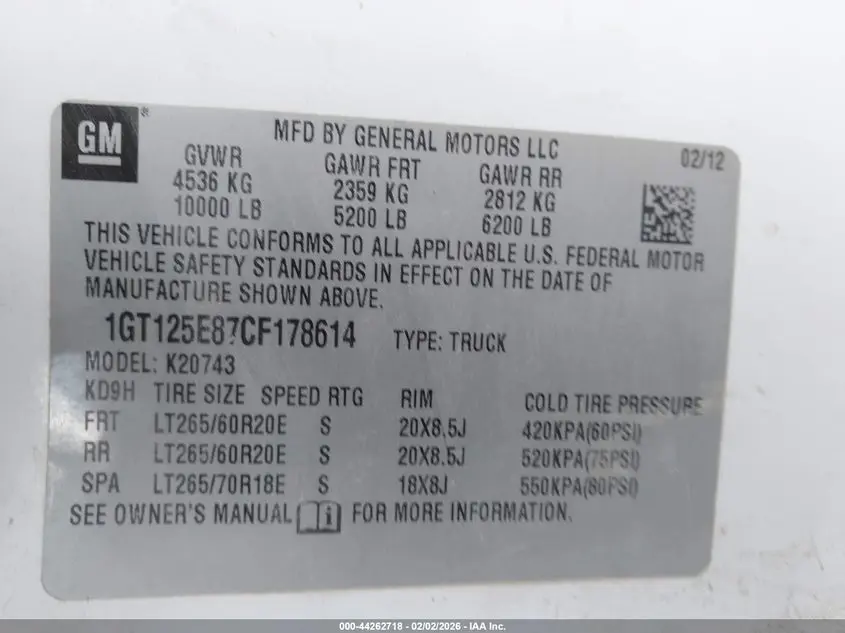 GM
MFD BY GENERAL MOTORS LLC 02/12
GVWR GAWR FRT GAWR RR
4536 KG 2359 KG 2812 KG
10000 LB 5200 LB 6200 LB
THIS VEHICLE CONFORMS TO ALL APPLICABLE U.S. FEDERAL MOTOR
VEHICLE SAFETY STANDARDS IN EFFECT ON THE DATE OF
MANUFACTURE SHOWN ABOVE.
1GT125E87CF178614 TYPE: TRUCK
MODEL: K20743
KD9H TIRE SIZE SPEED RTG RIM COLD TIRE PRESSURE
FRT LT265/60R20E S 20X8.5J 420KPA(60PSI)
RR LT265/60R20E S 20X8.5J 520KPA(75PSI)
SPA LT265/70R18E S 18X8J 550KPA(80PSI)
SEE OWNER'S MANUAL i FOR MORE INFORMATION.
000-44262718 - 02/02/2026 - IAA Inc.